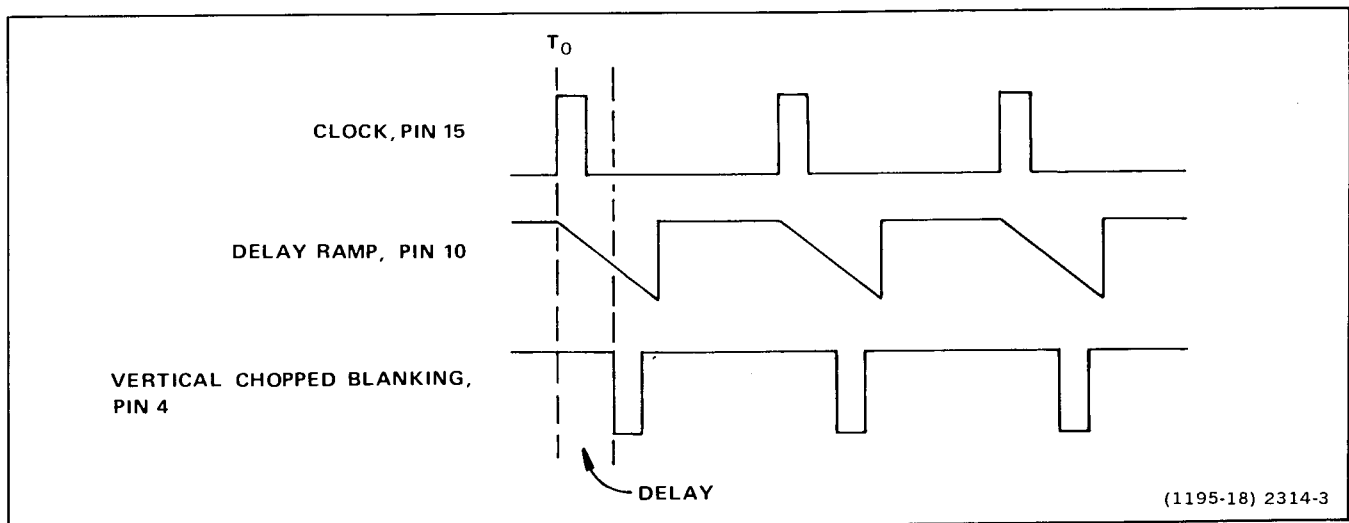 T0
CLOCK, PIN 15
DELAY RAMP, PIN 10
VERTICAL CHOPPED BLANKING,
PIN 4
DELAY
(1195-18) 2314-3